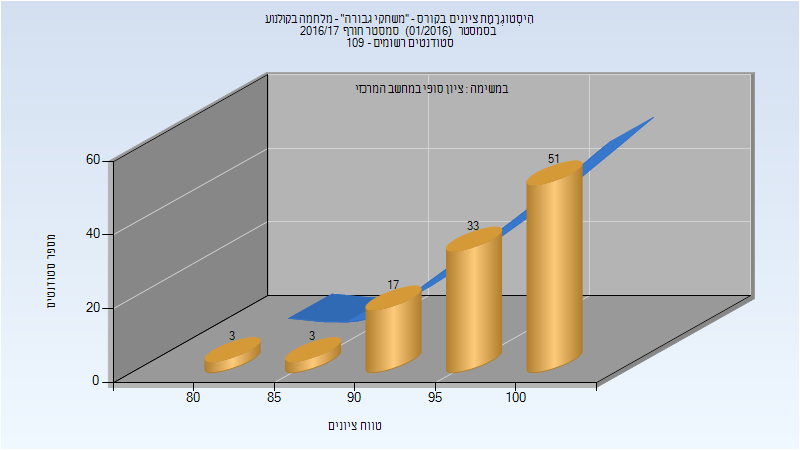 הִיסְטוֹגְרָמַת ציונים בקורס - "משחקי גבורה" - מלחמה בקולנוע
בסמסטר (01/2016) סמסטר חורף 2016/17
סטודנטים רשומים - 109
במשימה : ציון סופי במחשב המרכזי
60
40
20
0
מספר סטודנטים
3
3
17
33
51
80
85
90
95
100
טווח ציונים